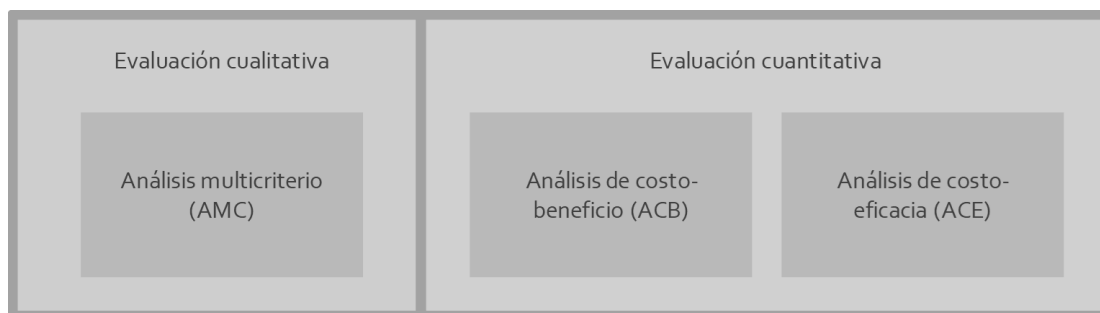 Evaluación cualitativa
Análisis multicriterio
(AMC)
Evaluación cuantitativa
Análisis de costo-
beneficio (ACB)
Análisis de costo-
eficacia (ACE)